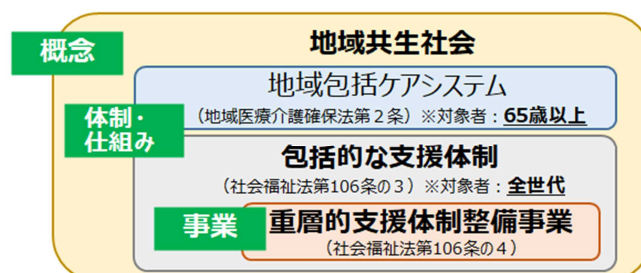 概念
地域共生社会
地域包括ケアシステム
（地域医療介護確保法第２条）※対象者：65歳以上
体制・
仕組み
包括的な支援体制
（社会福祉法第106条の３）※対象者：全世代
事業
重層的支援体制整備事業
（社会福祉法第106条の４）